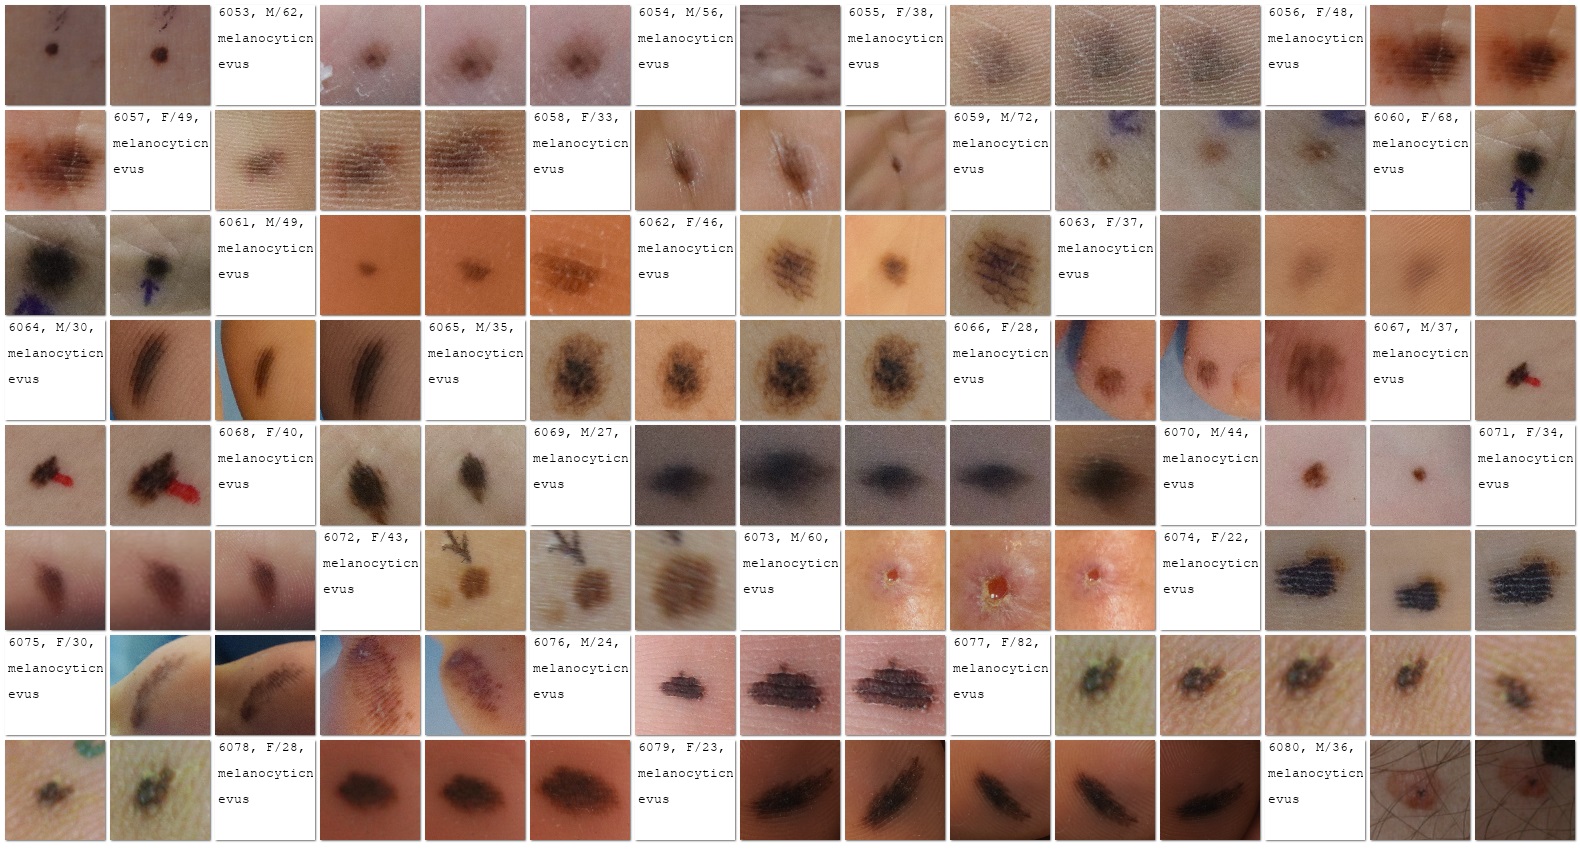 6053, M/62,
melanocyticn
evus
6054, M/56,
melanocyticn
evus
6055, F/38,
melanocyticn
evus
6056, F/48,
melanocyticn
evus
6057, F/49,
melanocyticn
evus
6058, F/33,
melanocyticn
evus
6059, M/72,
melanocyticn
evus
6060, F/68,
melanocyticn
evus
6061, M/49,
melanocyticn
evus
6062, F/46,
melanocyticn
evus
6063, F/37,
melanocyticn
evus
6064, M/30,
melanocyticn
evus
6065, M/35,
melanocyticn
evus
6066, F/28,
melanocyticn
evus
6067, M/37,
melanocyticn
evus
6068, F/40,
melanocyticn
evus
6069, M/27,
melanocyticn
evus
6070, M/44,
melanocyticn
evus
6071, F/34,
melanocyticn
evus
6072, F/43,
melanocyticn
evus
6073, M/60,
melanocyticn
evus
6074, F/22,
melanocyticn
evus
6075, F/30,
melanocyticn
evus
6076, M/24,
melanocyticn
evus
6077, F/82,
melanocyticn
evus
6078, F/28,
melanocyticn
evus
6079, F/23,
melanocyticn
evus
6080, M/36,
melanocyticn
evus